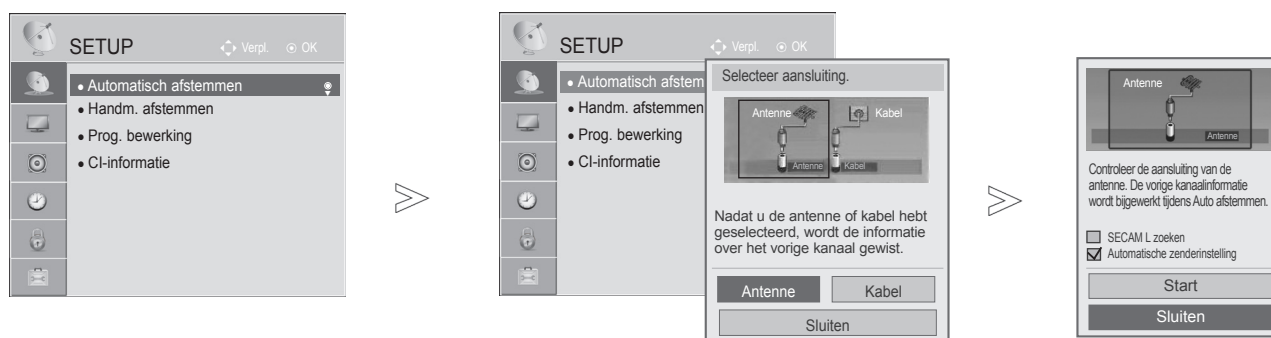 SETUP
Verpl.
OK
● Automatisch afstemmen
● Handm. afstemmen
● Prog. bewerking
● CI-informatie
SETUP
Verpl.
OK
● Automatisch afstem
● Handm. afstemmen
● Prog. bewerking
● CI-informatie
Selecteer aansluiting.
Antenne
Kabel
Antenne
Kabel
Nadat u de antenne of kabel hebt
geselecteerd, wordt de informatie
over het vorige kanaal gewist.
Antenne
Kabel
Sluiten
Antenne
Antenne
Controleer de aansluiting van de
antenne. De vorige kanaalinformatie
wordt bijgewerkt tijdens Auto afstemmen.
SECAM L zoeken
Automatische zenderinstelling
Start
Sluiten